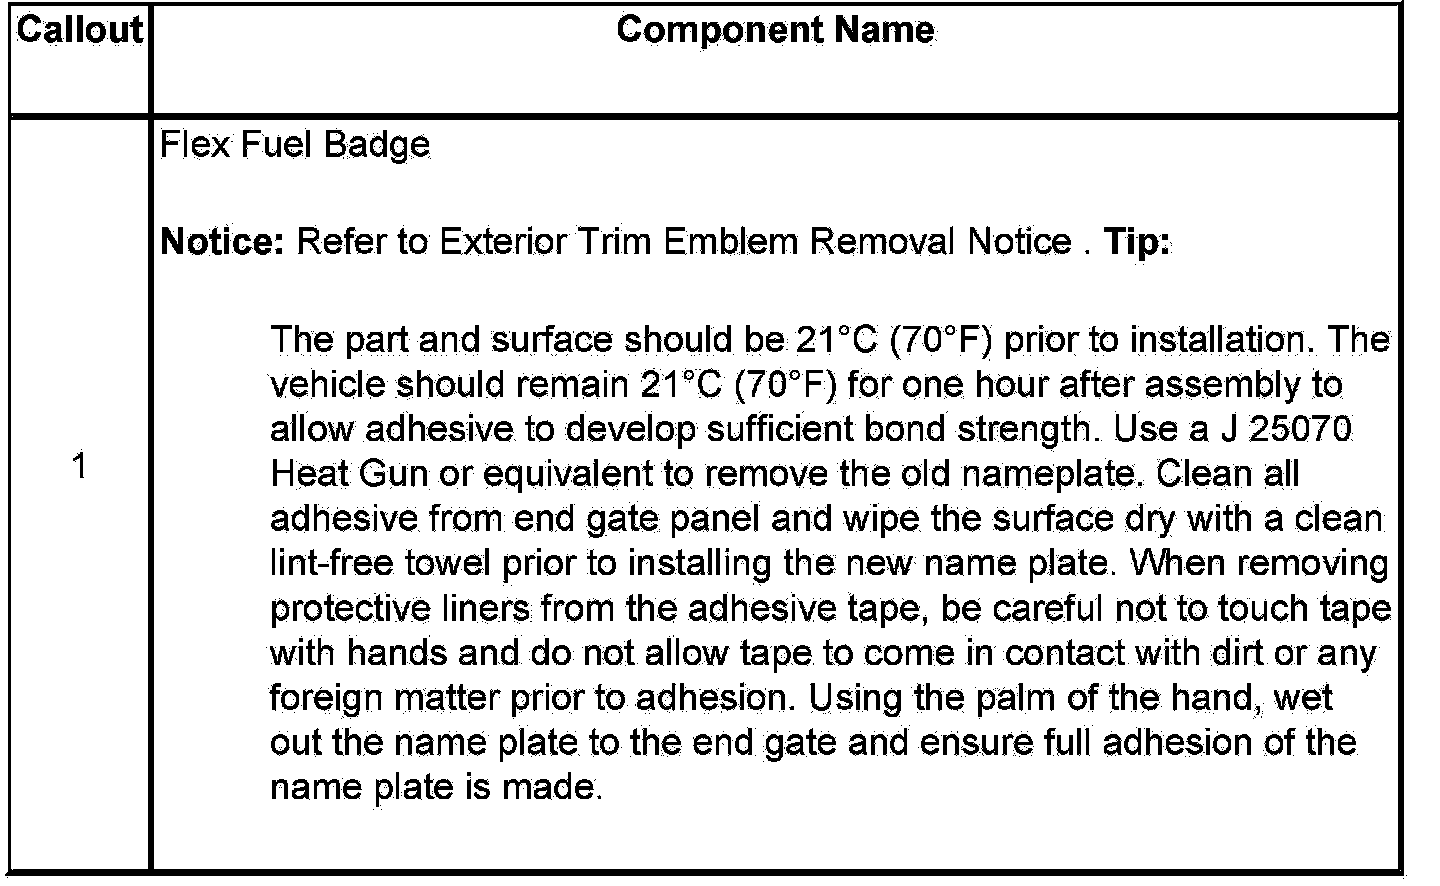 Callout
Component Name
1
Flex Fuel Badge
Notice: Refer to Exterior Trim Emblem Removal Notice . Tip:
The part and surface should be 21°C (70°F) prior to installation. The
vehicle should remain 21°C (70°F) for one hour after assembly to
allow adhesive to develop sufficient bond strength. Use a J 25070
Heat Gun or equivalent to remove the old nameplate. Clean all
adhesive from end gate panel and wipe the surface dry with a clean
lint-free towel prior to installing the new name plate. When removing
protective liners from the adhesive tape, be careful not to touch tape
with hands and do not allow tape to come in contact with dirt or any
foreign matter prior to adhesion. Using the palm of the hand, wet
out the name plate to the end gate and ensure full adhesion of the
name plate is made.